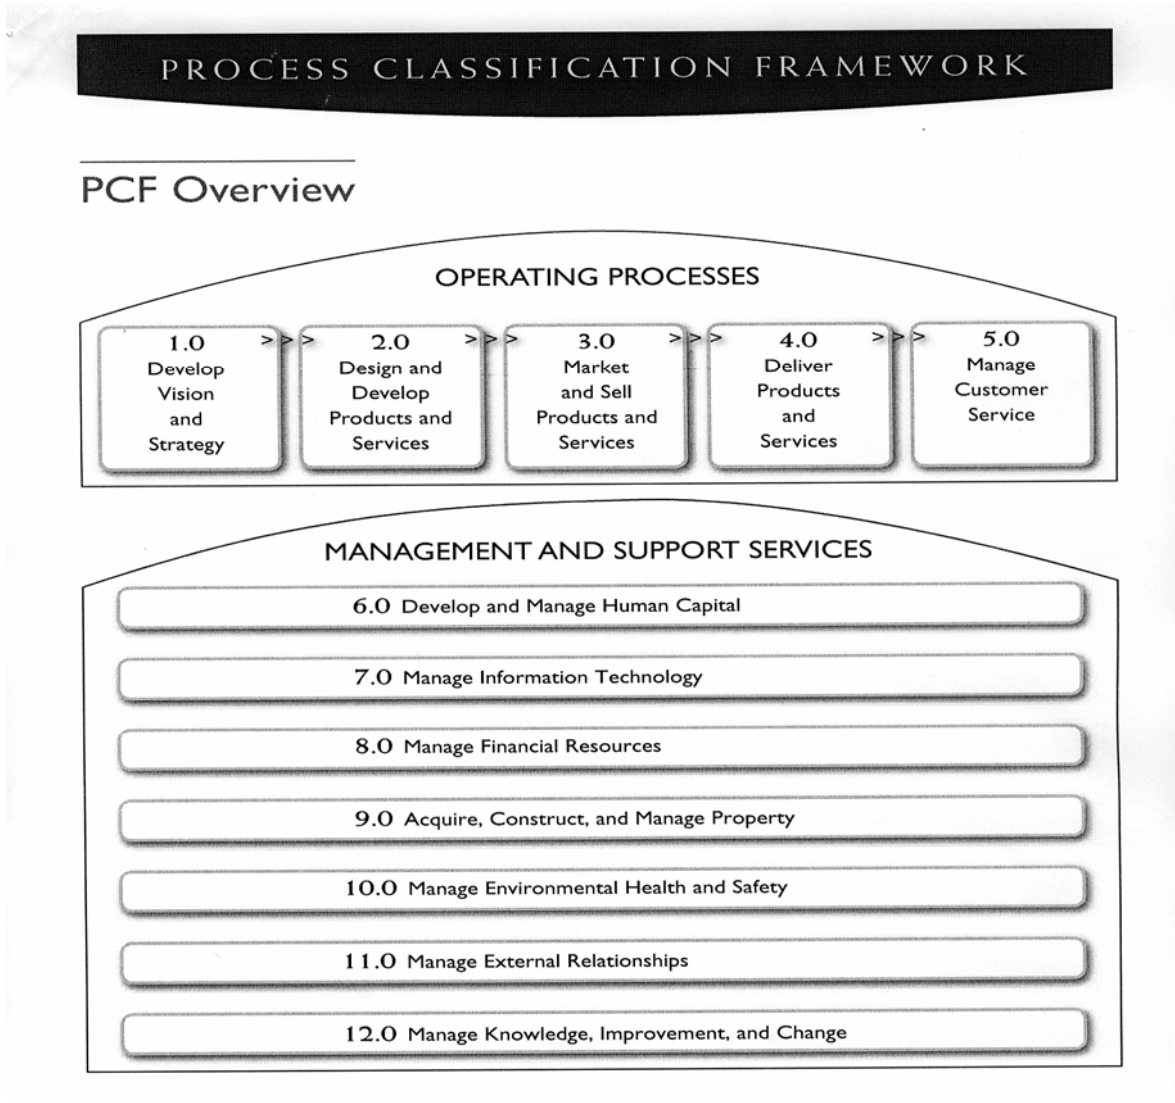 PROCESS CLASSIFICATION FRAMEWORK
PCF Overview
OPERATING PROCESSES
1.0 >>>
Develop
Vision
and
Strategy
2.0 >>>
Design and
Develop
Products and
Services
3.0 >>>
Market
and Sell
Products and
Services
4.0 >>>
Deliver
Products
and
Services
5.0
Manage
Customer
Service
MANAGEMENT AND SUPPORT SERVICES
6.0 Develop and Manage Human Capital
7.0 Manage Information Technology
8.0 Manage Financial Resources
9.0 Acquire, Construct, and Manage Property
10.0 Manage Environmental Health and Safety
11.0 Manage External Relationships
12.0 Manage Knowledge, Improvement, and Change